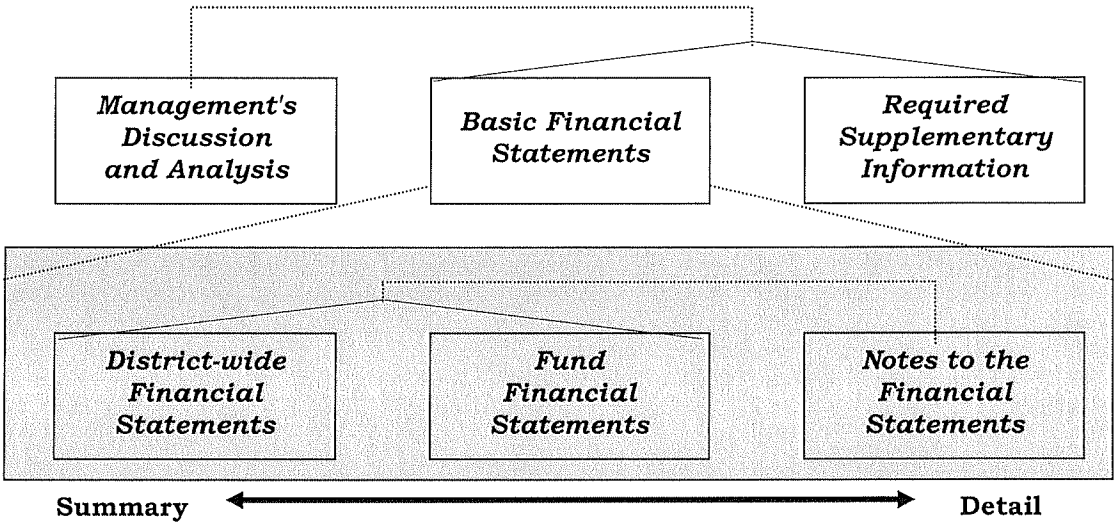 Management's
Discussion
and Analysis
Basic Financial
Statements
Required
Supplementary
Information
District-wide
Financial
Statements
Fund
Financial
Statements
Notes to the
Financial
Statements
Summary
Detail